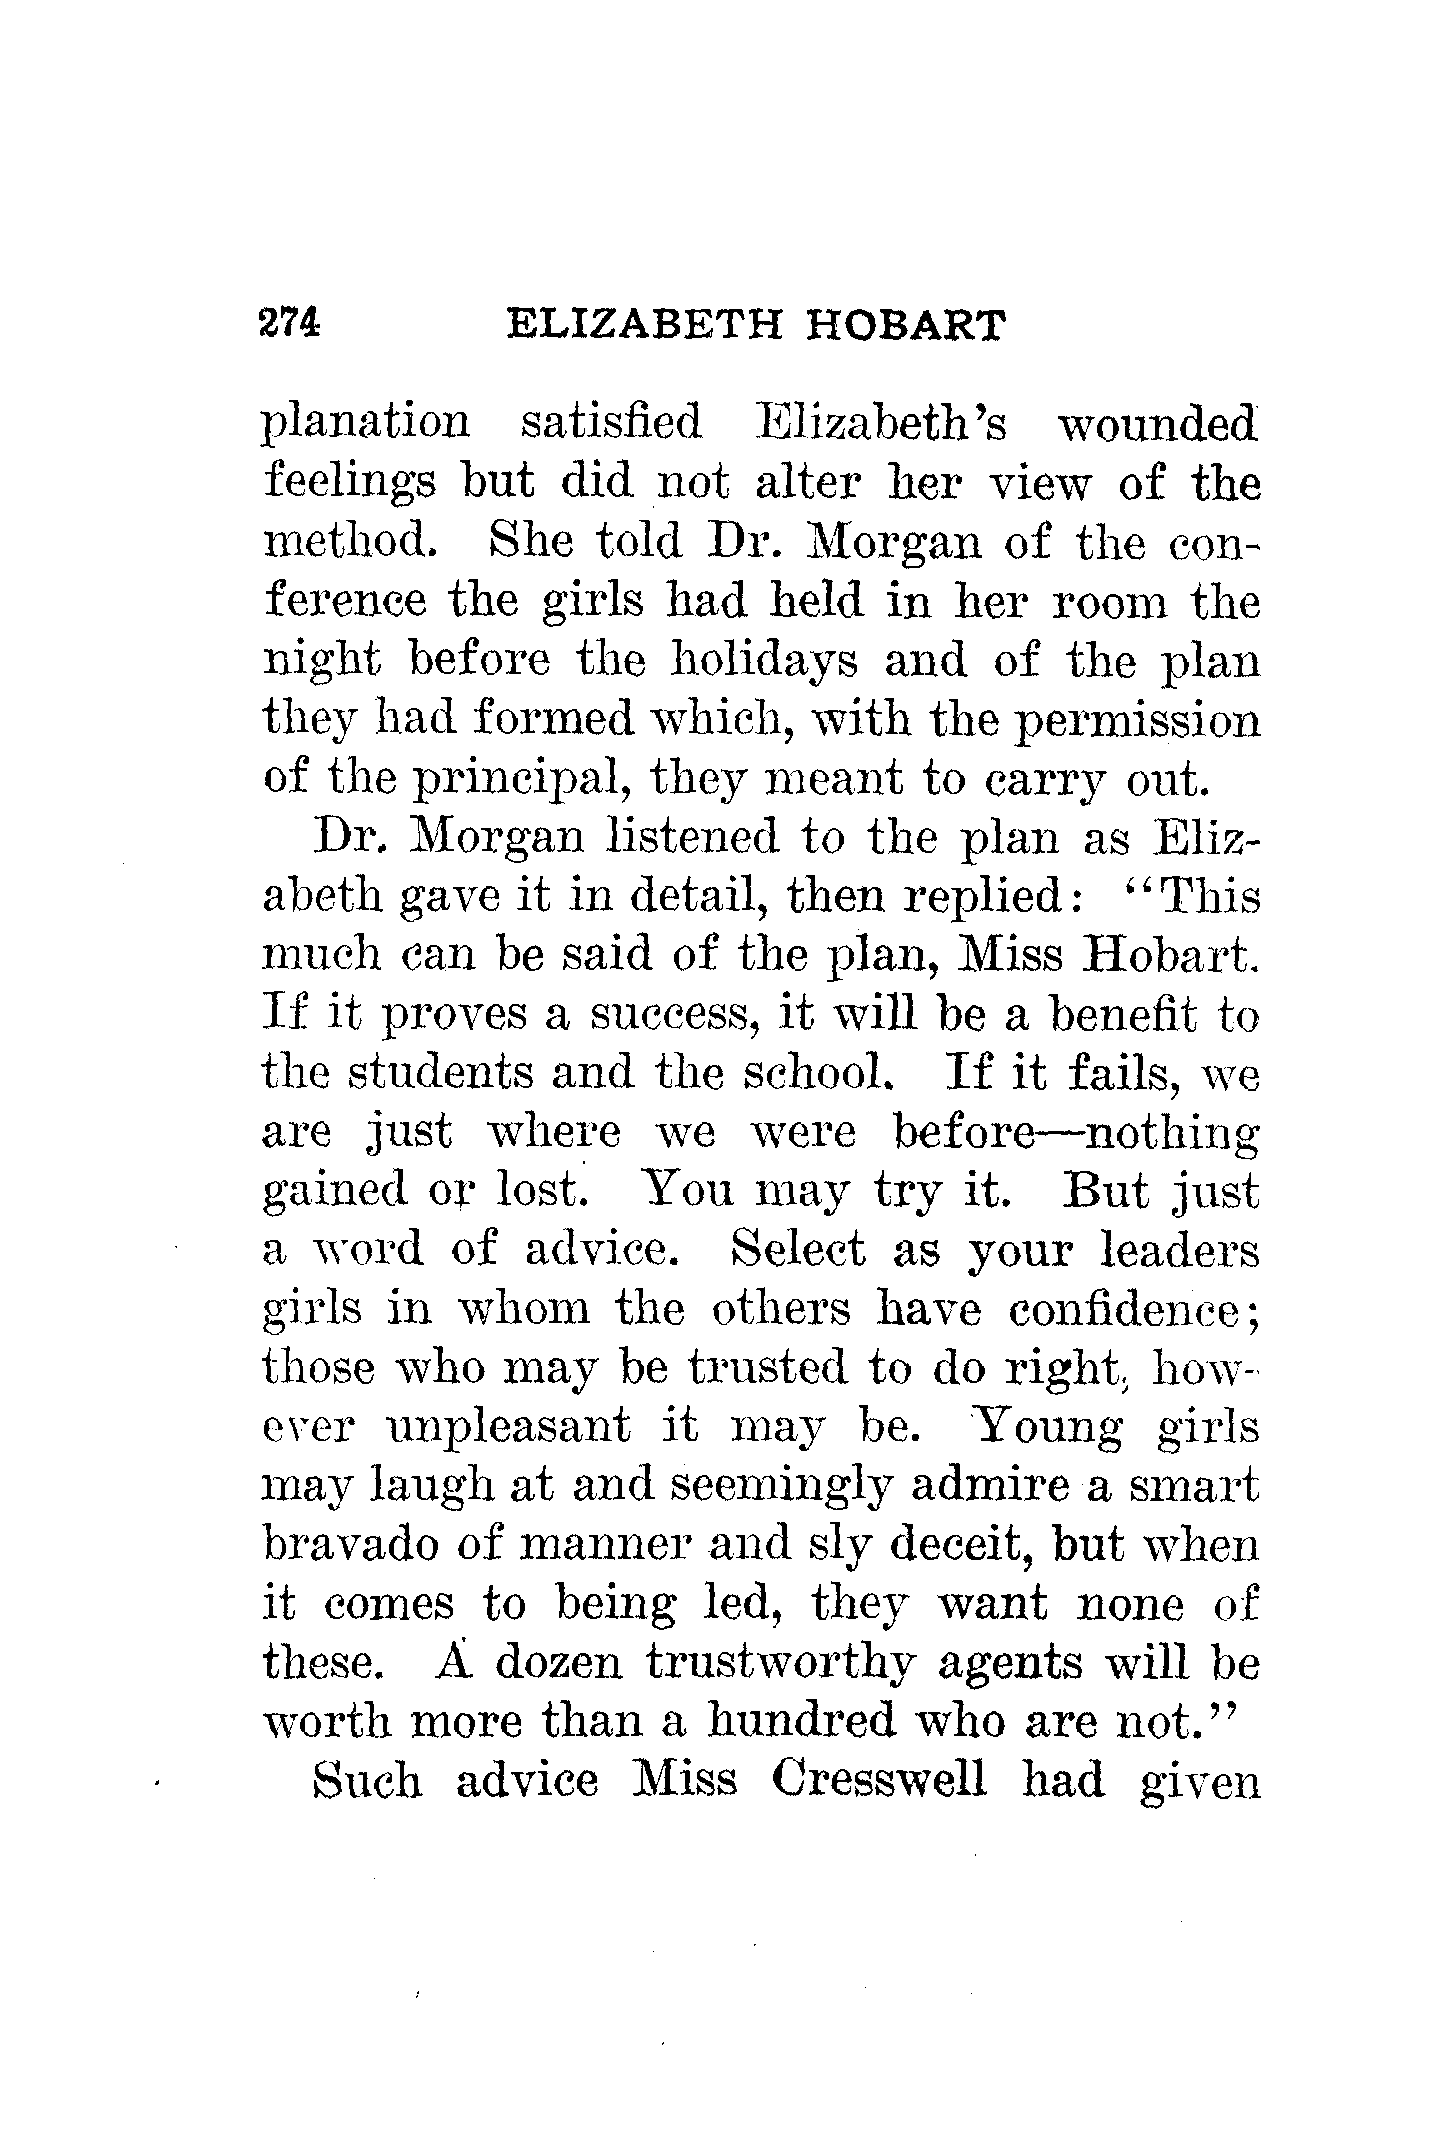 274 ELIZABETH HOBART
planation satisfied Elizabeth's wounded
feelings but did not alter her view of the
method. She told Dr. Morgan of the con-
ference the girls had held in her room the
night before the holidays and of the plan
they had formed which, with the permission
of the principal, they meant to carry out.
Dr. Morgan listened to the plan as Eliz-
abeth gave it in detail, then replied: "This
much can be said of the plan, Miss Hobart.
If it proves a success, it will be a benefit to
the students and the school. If it fails, we
are just where we were before—nothing
gained or lost. You may try it. But just
a word of advice. Select as your leaders
girls in whom the others have confidence;
those who may be trusted to do right, how-
ever unpleasant it may be. Young girls
may laugh at and seemingly admire a smart
bravado of manner and sly deceit, but when
it comes to being led, they want none of
these. A dozen trustworthy agents will be
worth more than a hundred who are not."
Such advice Miss Cresswell had given